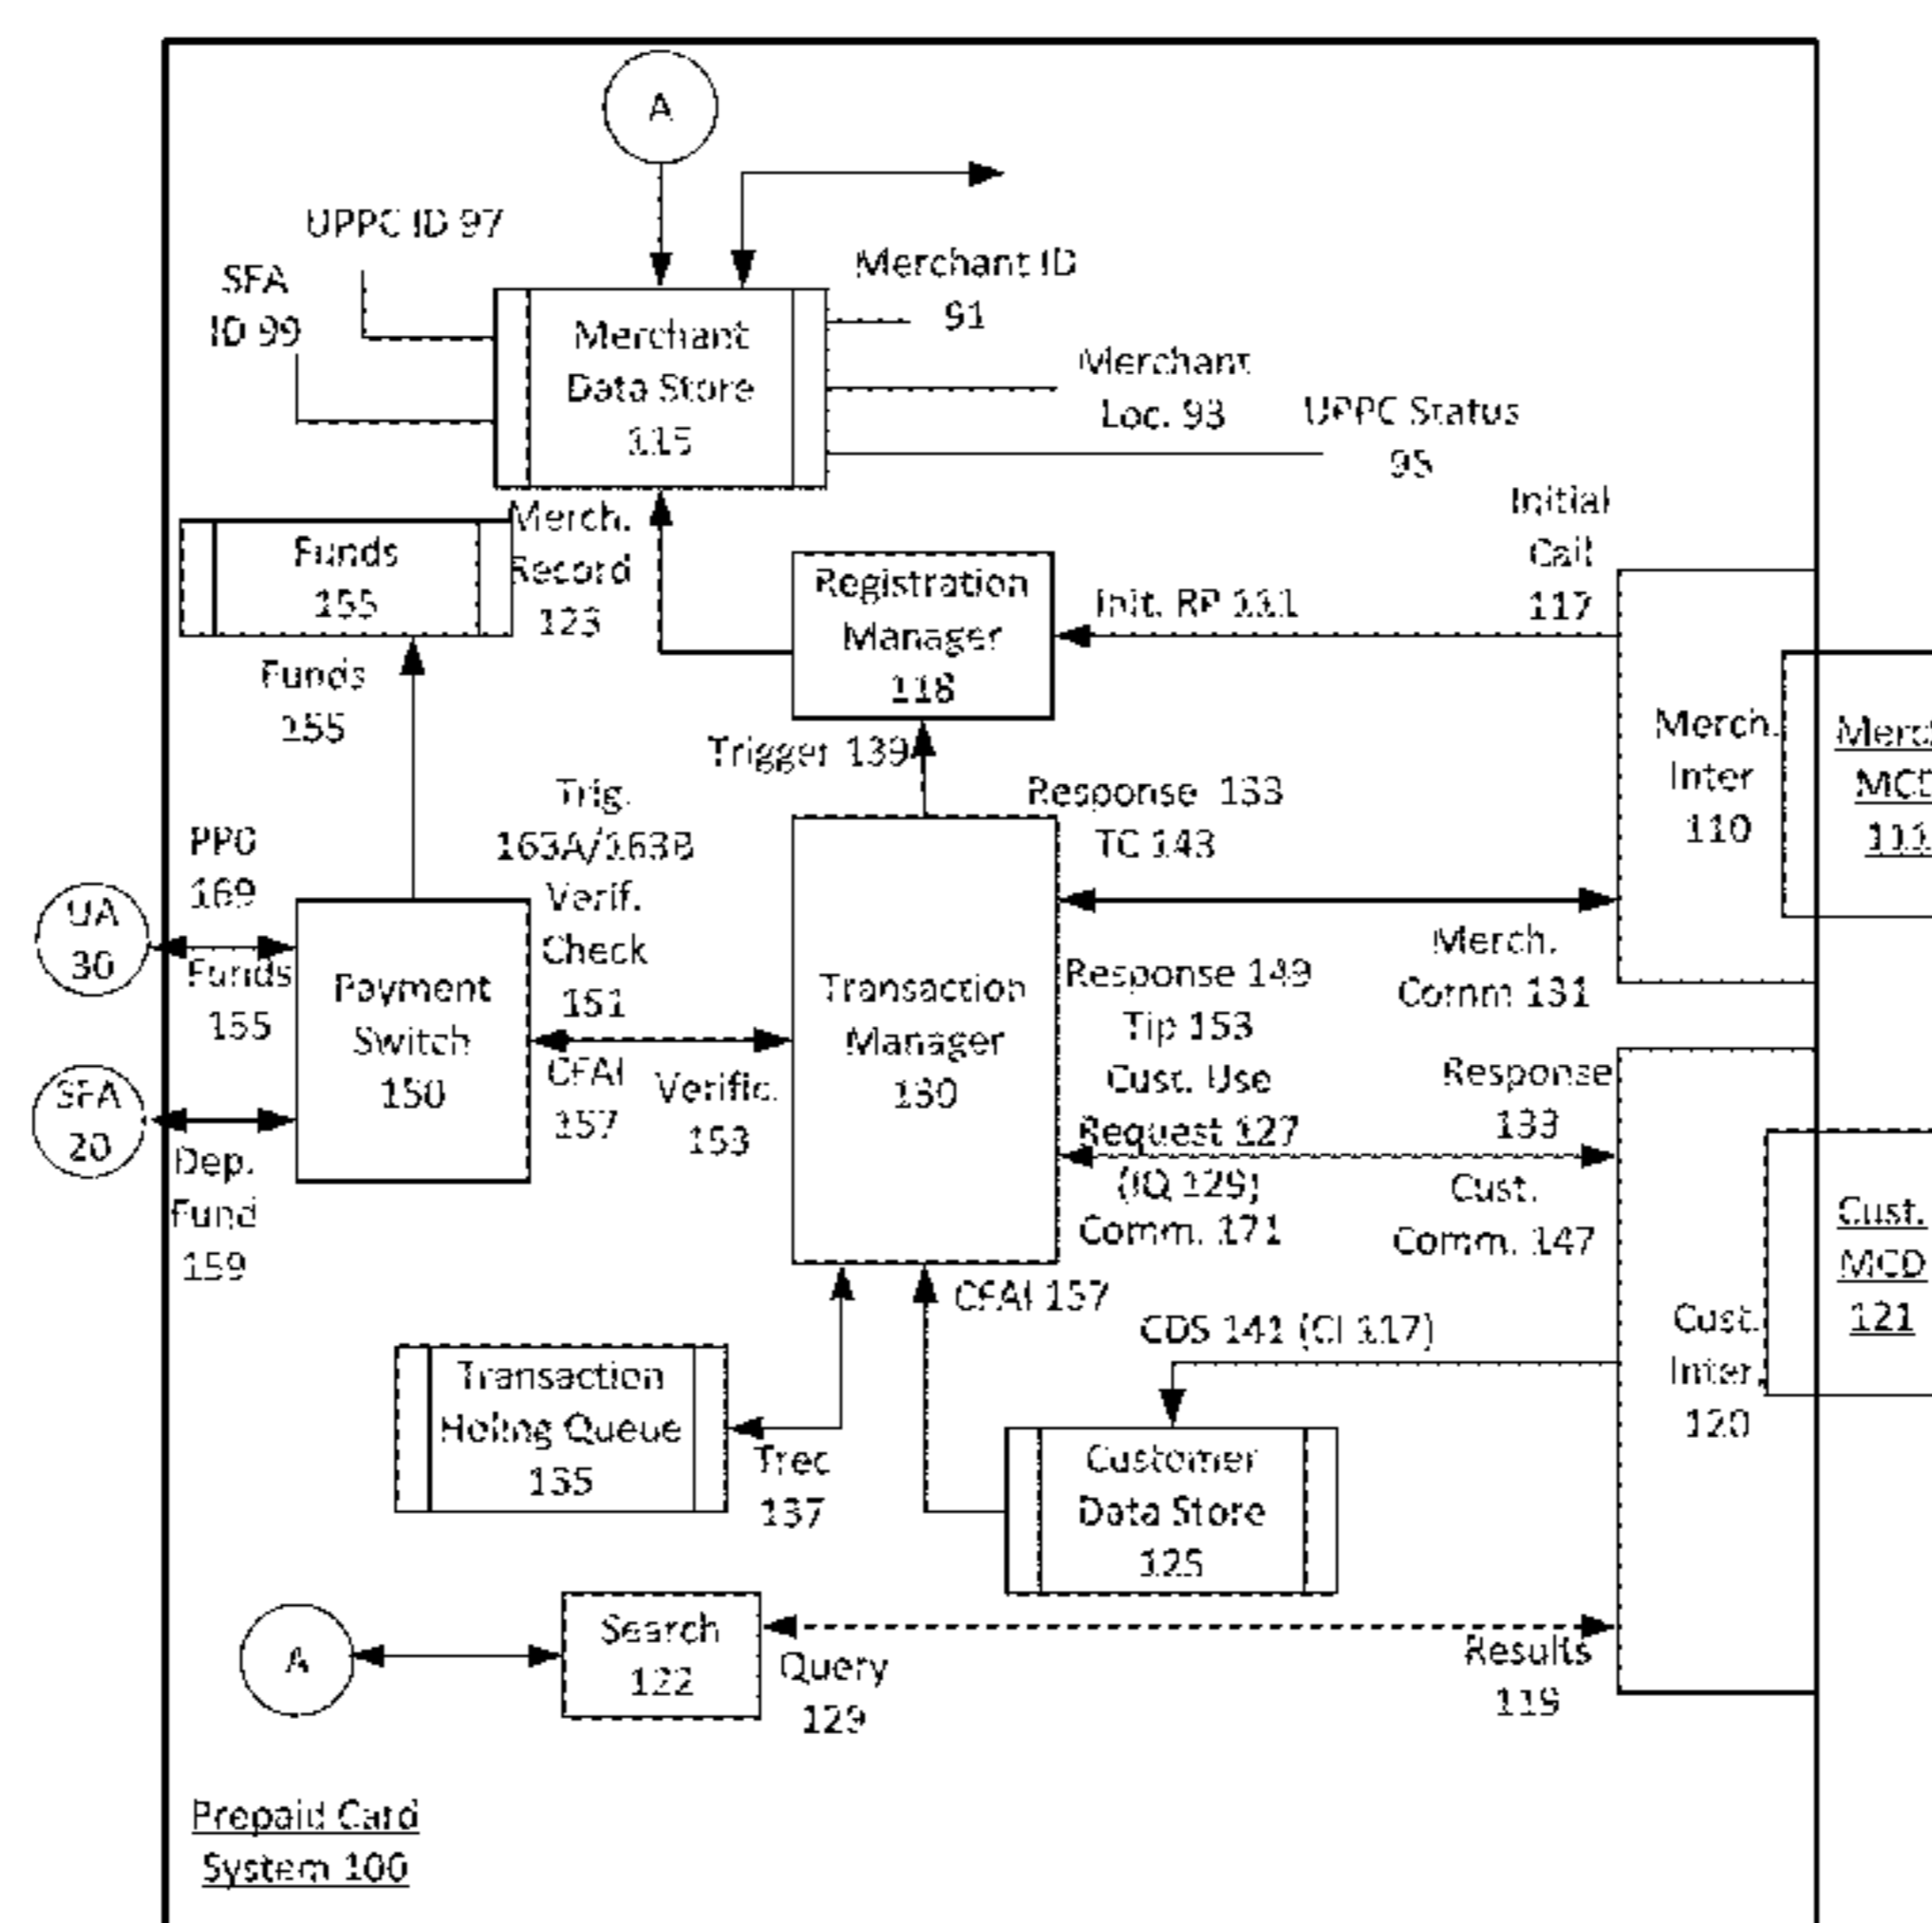 A
UPPC ID 97
SFA
ID 99
Merchant
Data Store
115
Merchant ID
91
Merchant
Loc. 93
UPPC Status
95
Initial
Call
117
Funds
155
Merch.
Record
123
Registration
Manager
118
Init. RP 111
Funds
155
Trigger 139
Merch.
Inter
110
MCD
111
Trig.
163A/163B
Verif.
Check
151
Response 133
TC 143
PPO
169
UA
30
Funds
155
Payment
Switch
150
Transaction
Manager
130
Merch.
Comm 131
Response 149
Tip 153
Cust. Use
Request 127
(IQ 129)
Comm. 171
Response
133
SFA
20
Dep.
Fund
159
CFAI
157
Verific.
153
Cust.
Comm. 147
Cust.
MCD
121
CFAI 157
CDS 141 (CI 117)
Cust.
Inter.
120
Transaction
Holing Queue
135
Trec
137
Customer
Data Store
125
A
Search
122
Query
129
Results
119
Prepaid Card
System 100